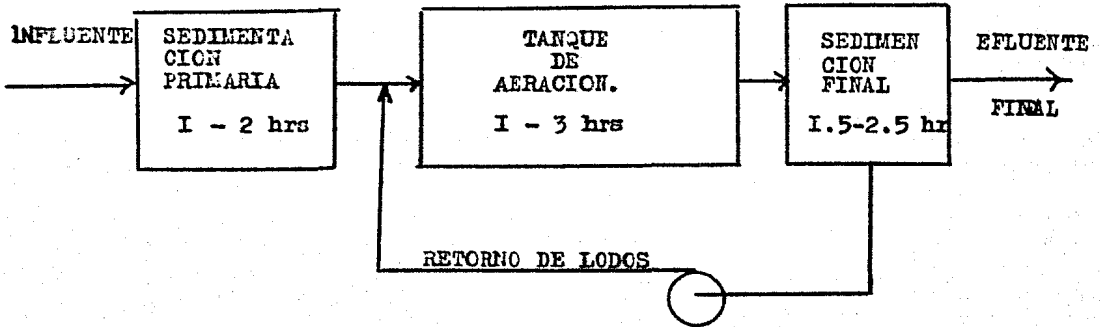 INFLUENTE
SEDIMENTA
CION
PRIMARIA
I - 2 hrs
TANQUE
DE
AERACION.
I - 3 hrs
SEDIMEN
CION
FINAL
I.5-2.5 hr
EFLUENTE
FINAL
RETORNO DE LODOS